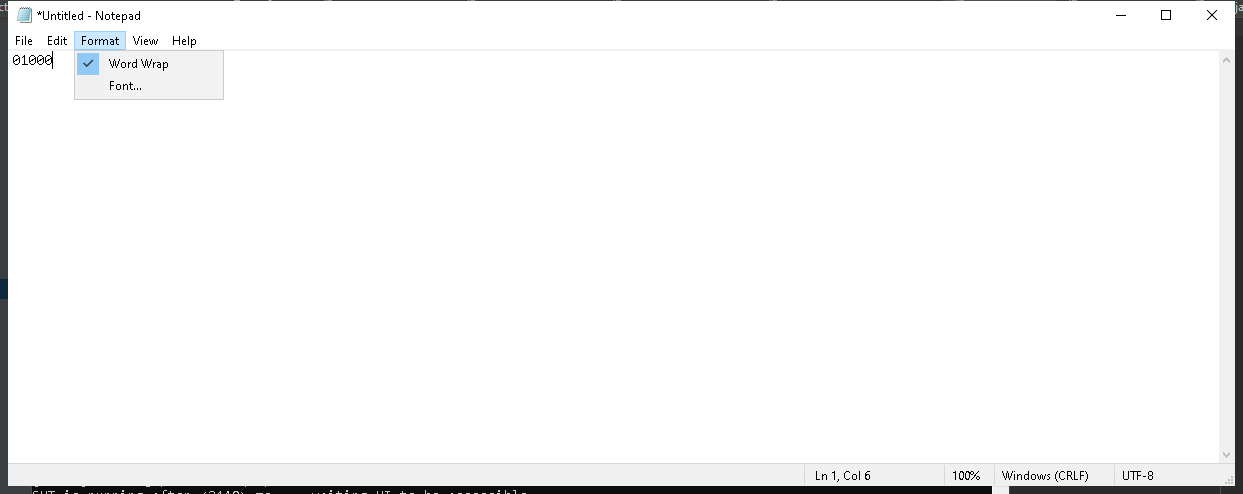 *Untitled - Notepad
File Edit Format View Help
01000
Word Wrap
Font...
Ln 1, Col 6 100% Windows (CRLF) UTF-8